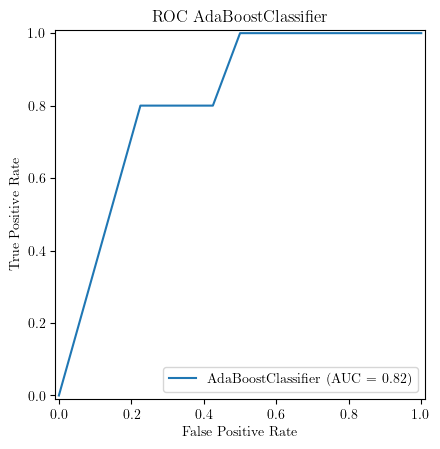 ROC AdaBoostClassifier
1.0
0.8
0.6
0.4
0.2
0.0
True Positive Rate
AdaBoostClassifier (AUC = 0.82)
0.0 0.2 0.4 0.6 0.8 1.0
False Positive Rate